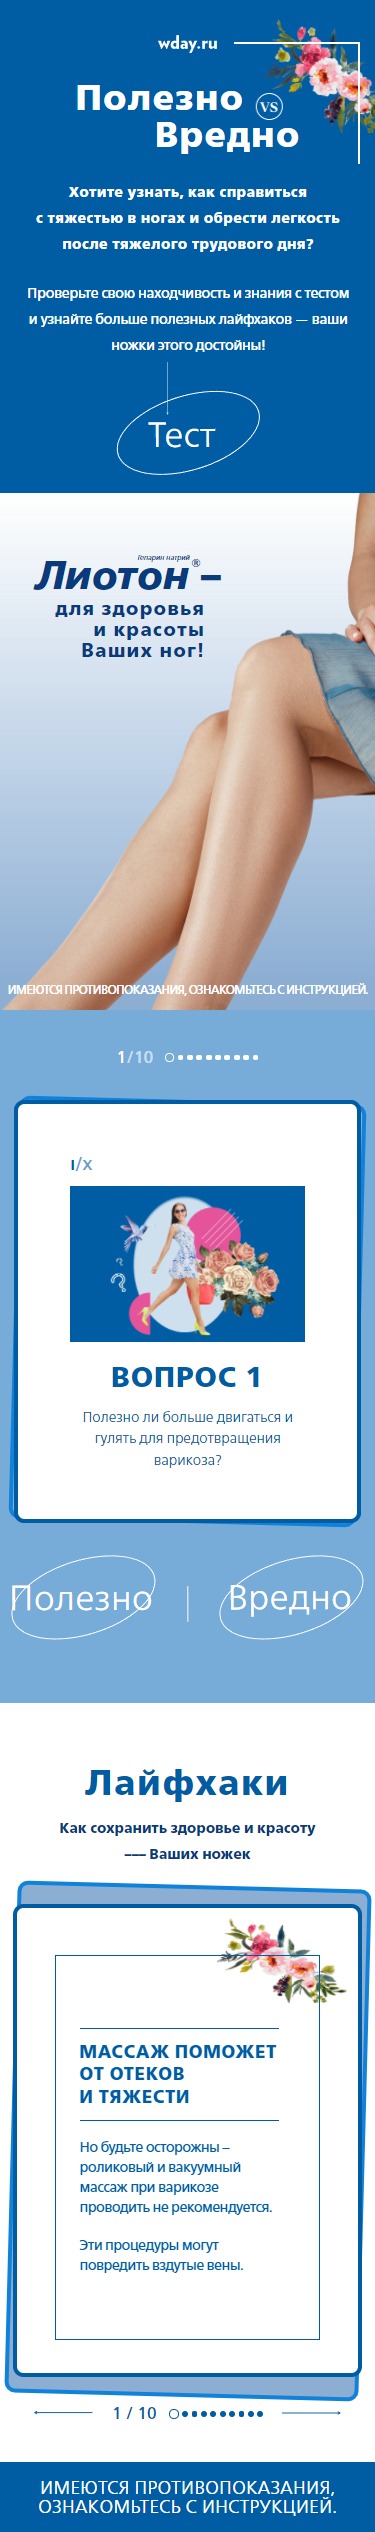 wday.ru
Полезно
VS
Вредно
Хотите узнать, как справиться
с тяжестью в ногах и обрести легкость
после тяжелого трудового дня?
Проверьте свою находчивость и знания с тестом
и узнайте больше полезных лайфхаков — ваши
ножки этого достойны!
Тест
Гепарин натрий
Лиотон® –
для здоровья
и красоты
Ваших ног!
ИМЕЮТСЯ ПРОТИВОПОКАЗАНИЯ, ОЗНАКОМЬТЕСЬ С ИНСТРУКЦИЕЙ.
1/10
I/X
ВОПРОС 1
Полезно ли больше двигаться и
гулять для предотвращения
варикоза?
Полезно | Вредно
Лайфхаки
Как сохранить здоровье и красоту
–— Ваших ножек
МАССАЖ ПОМОЖЕТ
ОТ ОТЕКОВ
И ТЯЖЕСТИ
Но будьте осторожны –
роликовый и вакуумный
массаж при варикозе
проводить не рекомендуется.
Эти процедуры могут
повредить вздутые вены.
1 / 10
ИМЕЮТСЯ ПРОТИВОПОКАЗАНИЯ,
ОЗНАКОМЬТЕСЬ С ИНСТРУКЦИЕЙ.